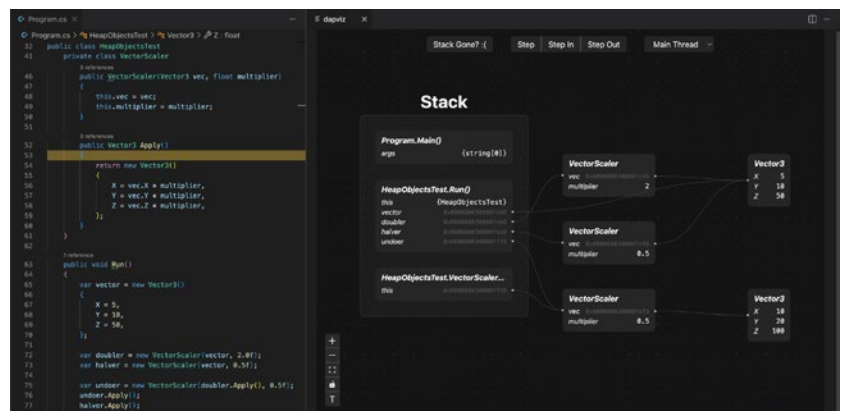 Program.cs
Program.cs > HeapObjectsTest > Vector3 > Z : float
32 public class HeapObjectsTest
41 private class VectorScaler
3 references
46 public VectorScaler(Vector3 vec, float multiplier)
47 {
48 this.vec = vec;
49 this.multiplier = multiplier;
50 }
51
3 references
52 public Vector3 Apply()
53 {
54 return new Vector3()
55 {
56 X = vec.X * multiplier,
57 Y = vec.Y * multiplier,
58 Z = vec.Z * multiplier,
59 };
60 }
61 }
62
1 reference
63 public void Run()
64 {
65 var vector = new Vector3()
66 {
67 X = 5,
68 Y = 10,
69 Z = 50,
70 };
71
72 var doubler = new VectorScaler(vector, 2.0f);
73 var halver = new VectorScaler(vector, 0.5f);
74
75 var undoer = new VectorScaler(doubler.Apply(), 0.5f);
76 undoer.Apply();
77 halver.Apply();
dapviz
Stack Gone? :( Step Step In Step Out Main Thread
Stack
Program.Main()
args {string[0]}
HeapObjectsTest.Run()
this {HeapObjectsTest}
vector
doubler
halver
undoer
HeapObjectsTest.VectorScaler...
this
VectorScaler
vec
multiplier 2
VectorScaler
vec
multiplier 0.5
VectorScaler
vec
multiplier 0.5
Vector3
X 5
Y 10
Z 50
Vector3
X 10
Y 20
Z 100
T